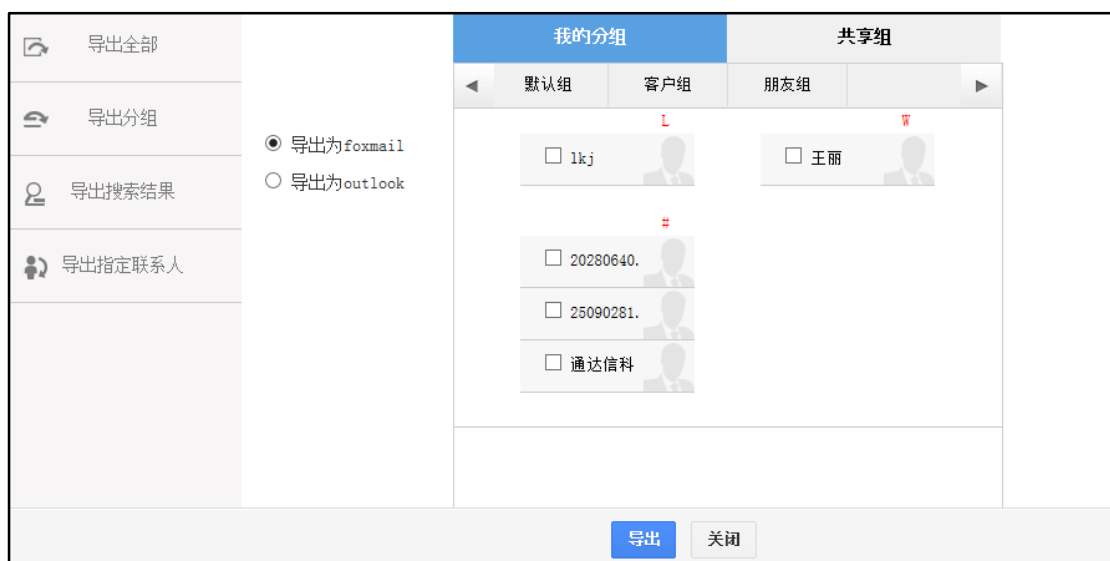 导出全部
导出分组
导出搜索结果
导出指定联系人
导出为foxmail
导出为outlook
我的分组 共享组
默认组 客户组 朋友组
L W
lkj 王丽
#
20280640.
25090281.
通达信科
导出 关闭